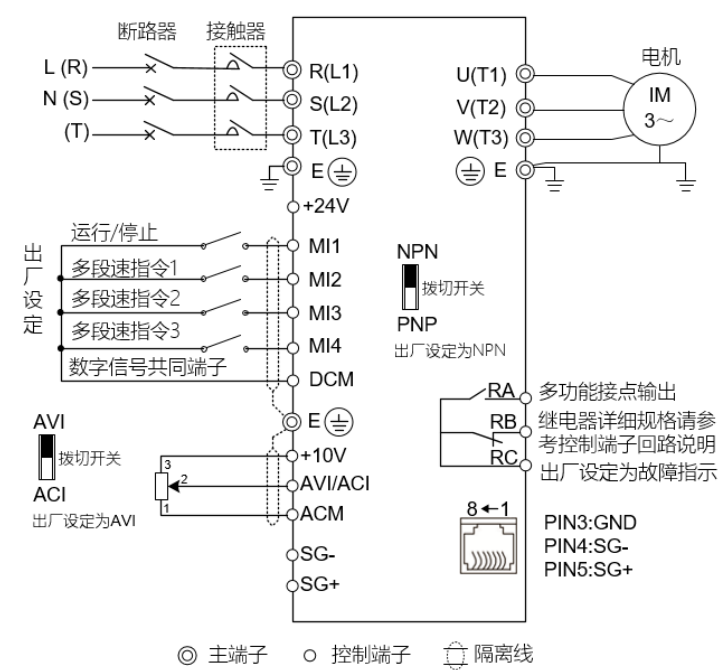 断路器 接触器
电机
L (R)
R(L1)
U(T1)
IM
3~
N (S)
S(L2)
V(T2)
(T)
T(L3)
W(T3)
E
E
+24V
出厂设定
运行/停止
MI1
多段速指令1
MI2
多段速指令2
MI3
多段速指令3
MI4
数字信号共同端子
DCM
NPN
拨切开关
PNP
出厂设定为NPN
E
AVI
拨切开关
ACI
出厂设定为AVI
3
2
1
+10V
AVI/ACI
ACM
SG-
SG+
RA
RB
RC
多功能接点输出
继电器详细规格请参
考控制端子回路说明
出厂设定为故障指示
8←1
PIN3:GND
PIN4:SG-
PIN5:SG+
主端子 控制端子 隔离线